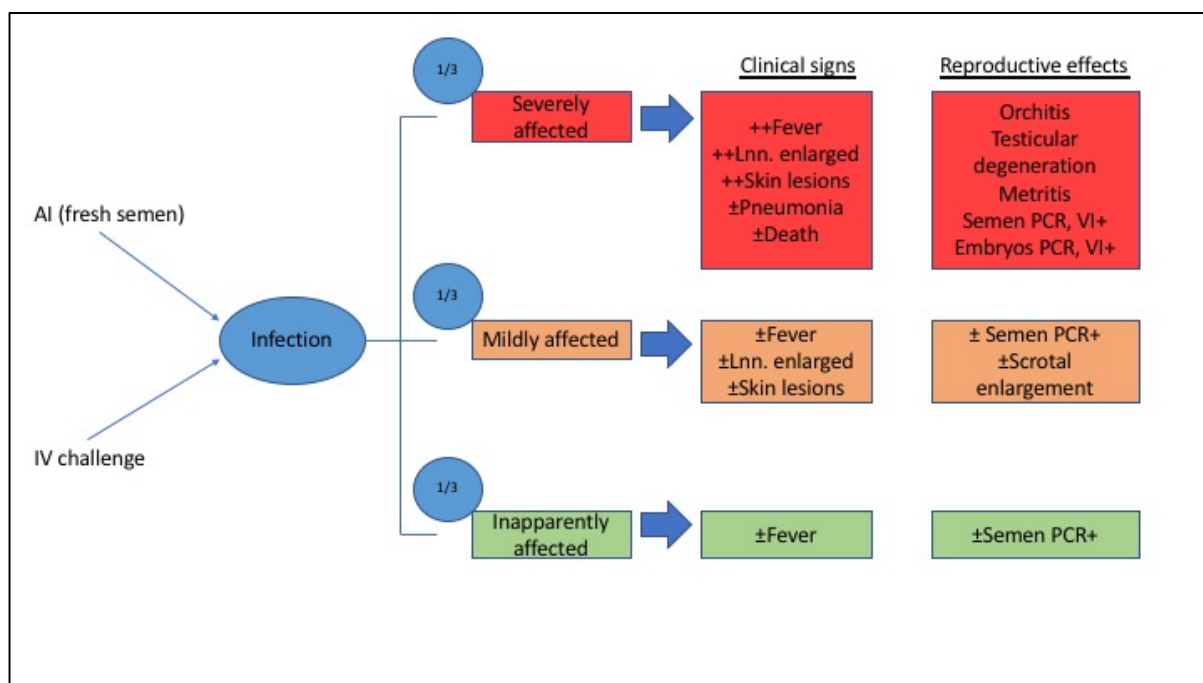 Clinical signs
Reproductive effects
1/3
Severely
affected
++Fever
++Lnn. enlarged
++Skin lesions
±Pneumonia
±Death
Orchitis
Testicular
degeneration
Metritis
Semen PCR, VI+
Embryos PCR, VI+
AI (fresh semen)
Infection
IV challenge
1/3
Mildly affected
±Fever
±Lnn. enlarged
±Skin lesions
± Semen PCR+
±Scrotal
enlargement
1/3
Inapparently
affected
±Fever
±Semen PCR+